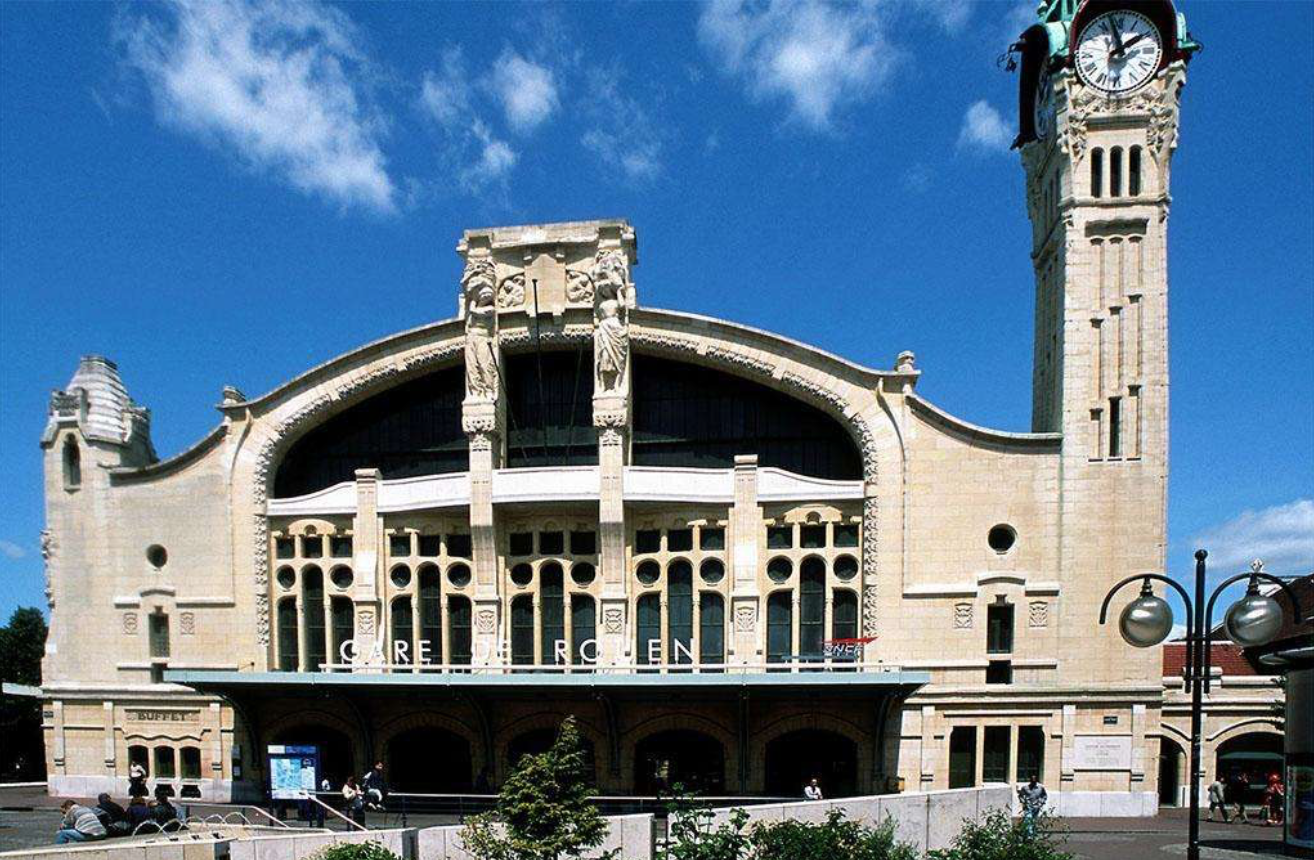 GARE DE ROUEN
SNCF
BUFFET